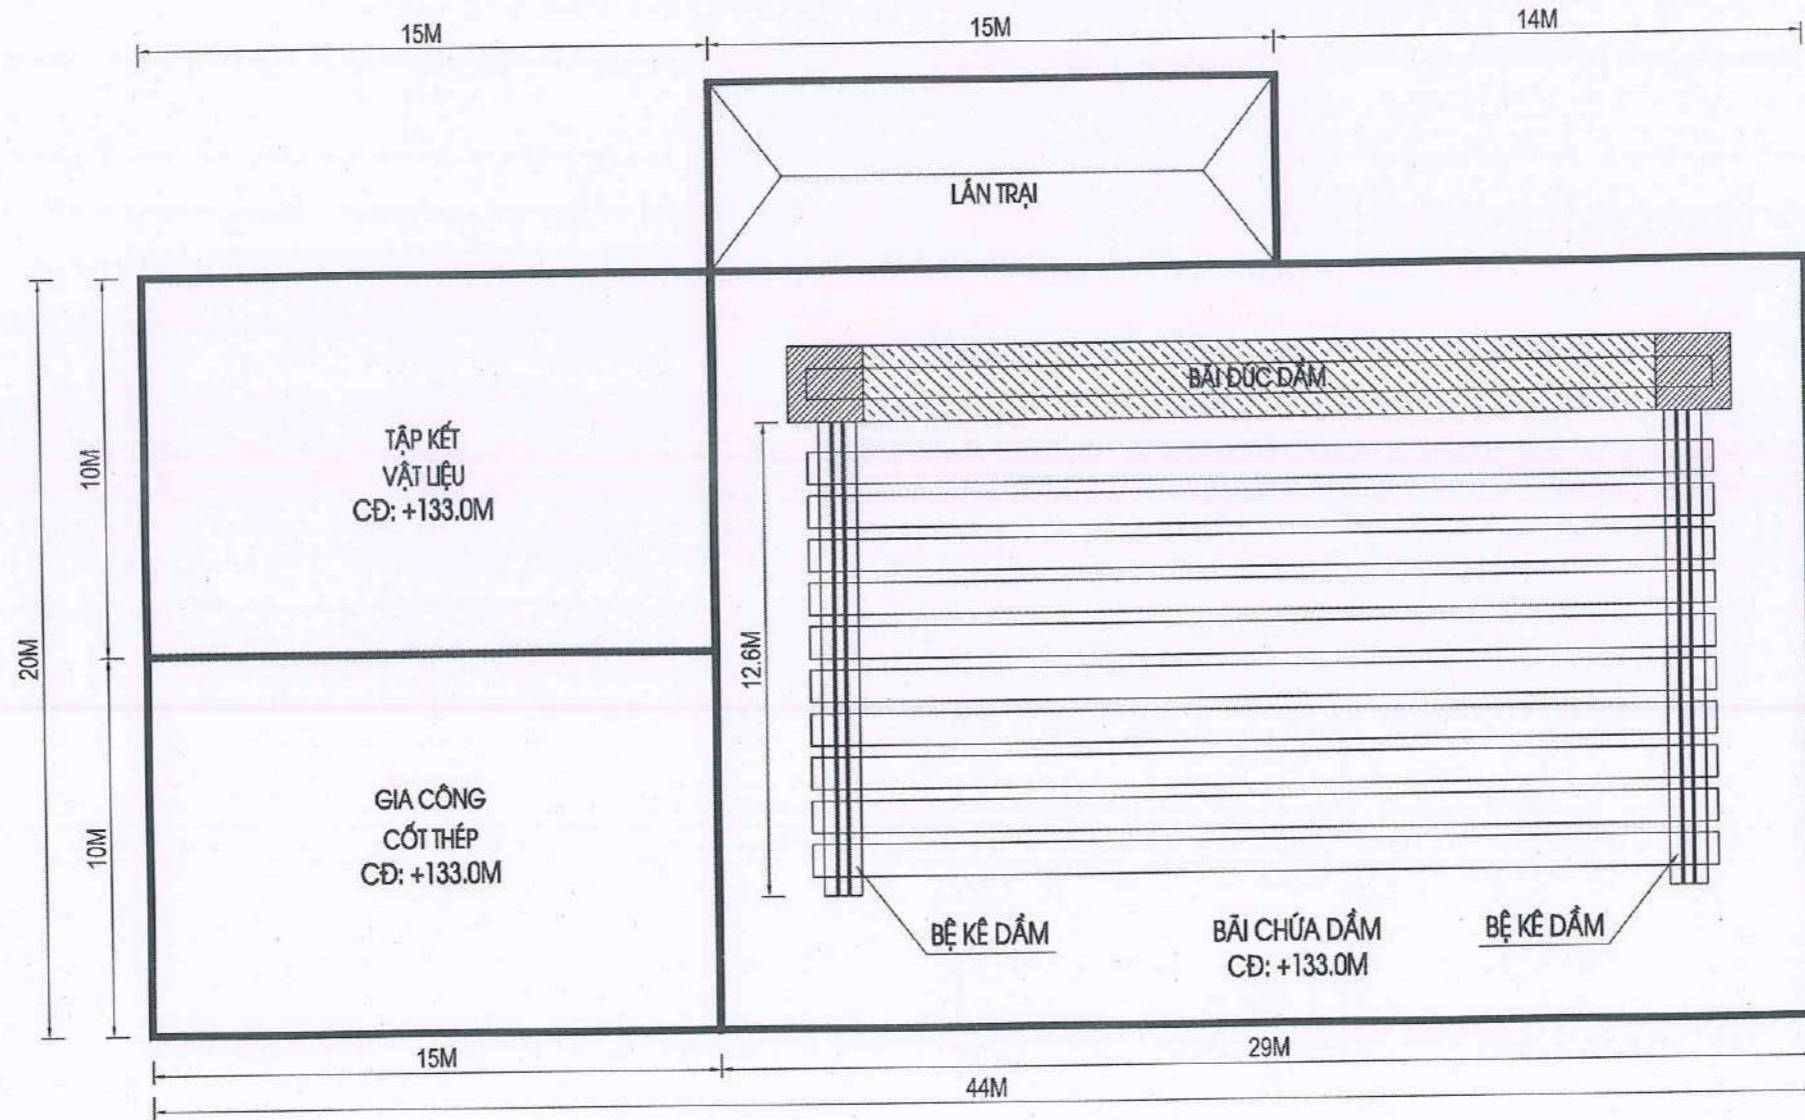 15M
15M
14M
LÁN TRẠI
BÃI ĐÚC DẦM
TẬP KẾT
VẬT LIỆU
CĐ: +133.0M
10M
20M
12.6M
GIA CÔNG
CỐT THÉP
CĐ: +133.0M
10M
BỆ KÊ DẦM
BÃI CHỨA DẦM
CĐ: +133.0M
BỆ KÊ DẦM
15M
29M
44M